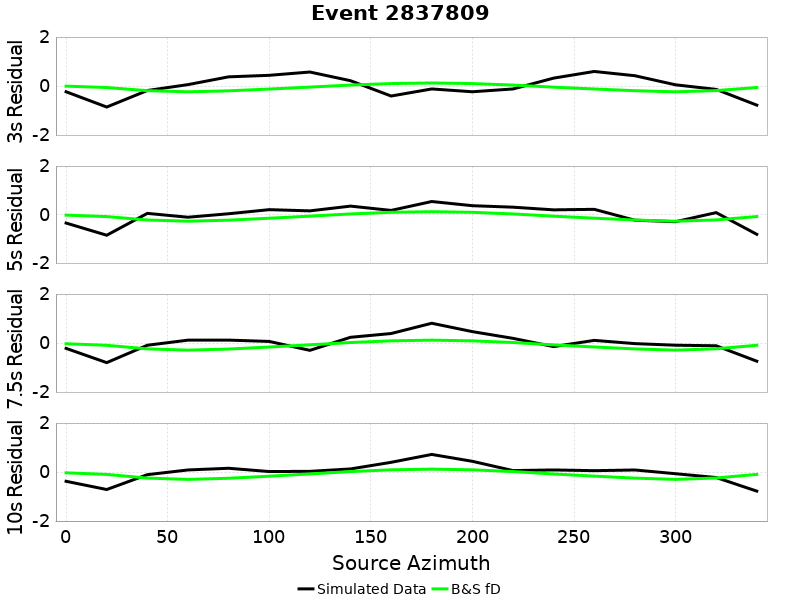 Event 2837809
3s Residual
2
0
-2
5s Residual
2
0
-2
7.5s Residual
2
0
-2
10s Residual
2
0
-2
0 50 100 150 200 250 300
Source Azimuth
Simulated Data B&S fD